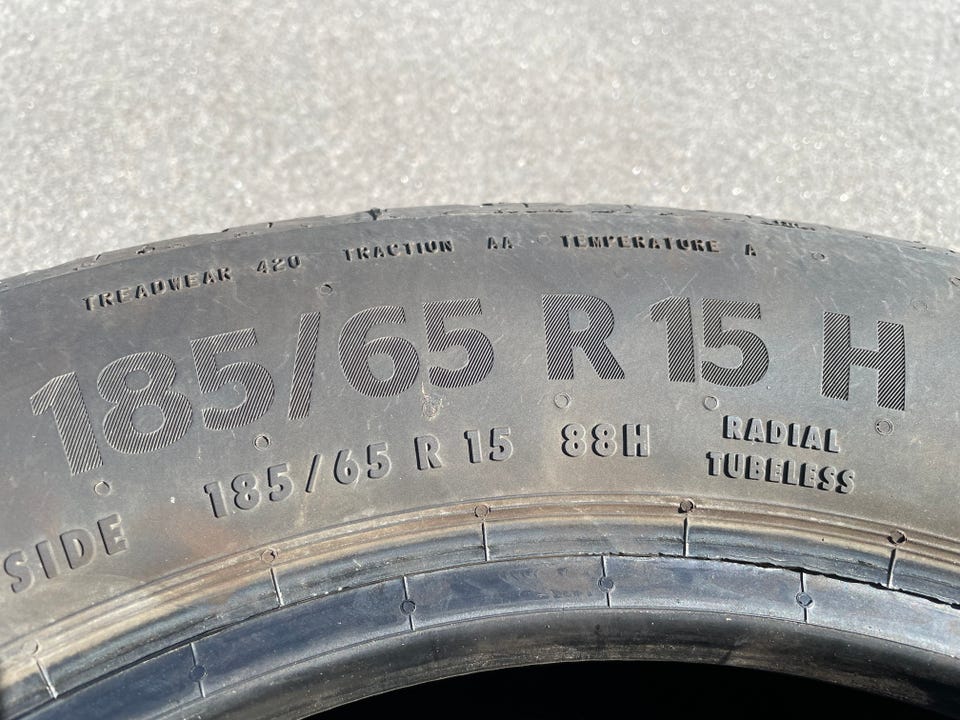 TREADWEAR 420 TRACTION AA TEMPERATURE A
185/65 R 15 H
185/65 R 15 88H
RADIAL
TUBELESS
SIDE